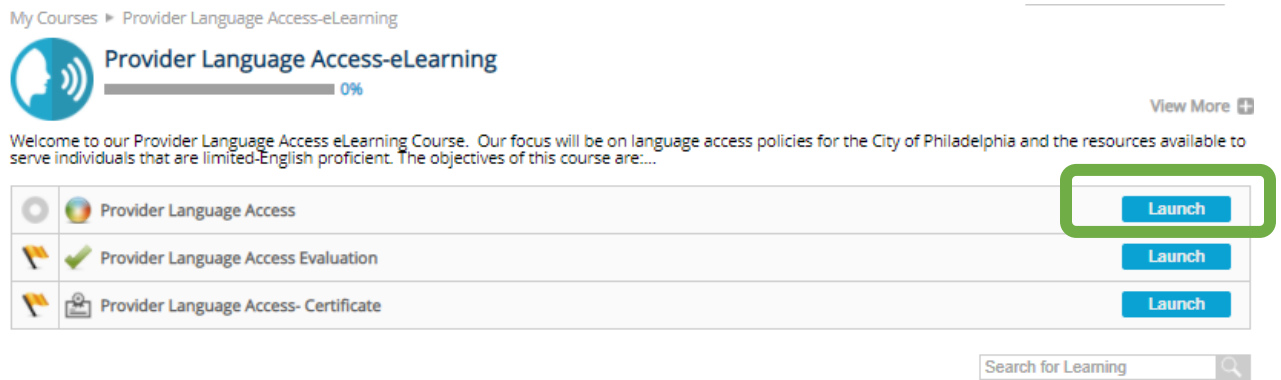 My Courses ▸ Provider Language Access-eLearning
Provider Language Access-eLearning
0%
View More
Welcome to our Provider Language Access eLearning Course.  Our focus will be on language access policies for the City of Philadelphia and the resources available to
serve individuals that are limited-English proficient. The objectives of this course are:...
Provider Language Access Launch
Provider Language Access Evaluation Launch
Provider Language Access- Certificate Launch
Search for Learning